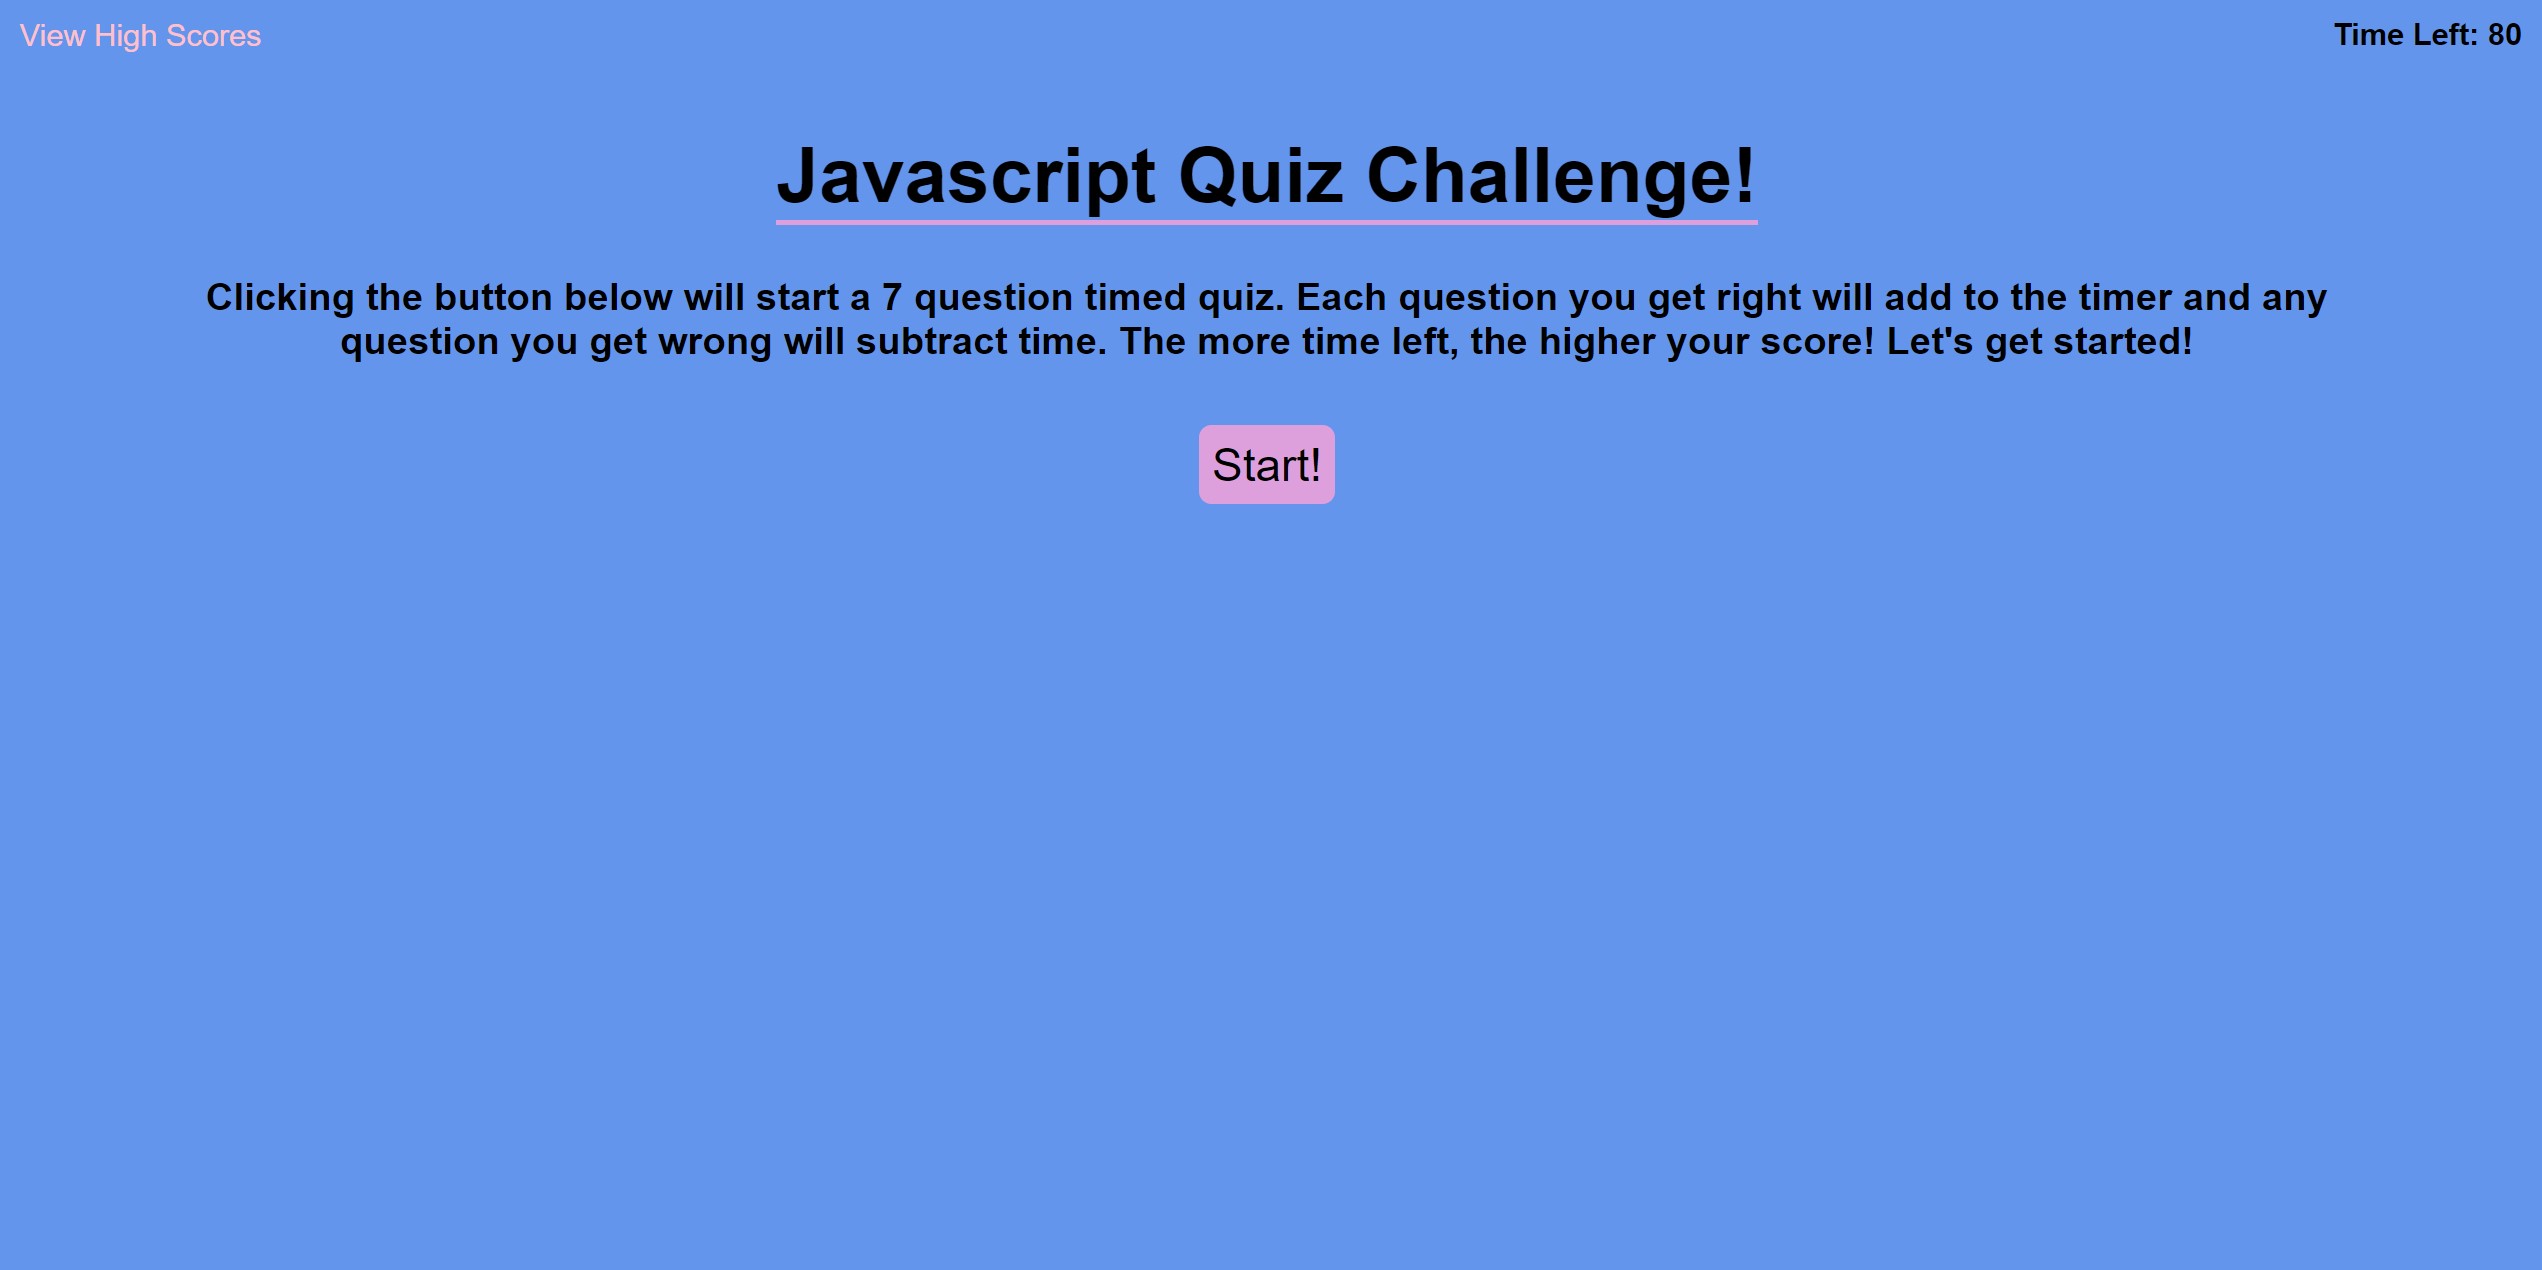 View High Scores
Time Left: 80
Javascript Quiz Challenge!
Clicking the button below will start a 7 question timed quiz. Each question you get right will add to the timer and any
question you get wrong will subtract time. The more time left, the higher your score! Let's get started!
Start!